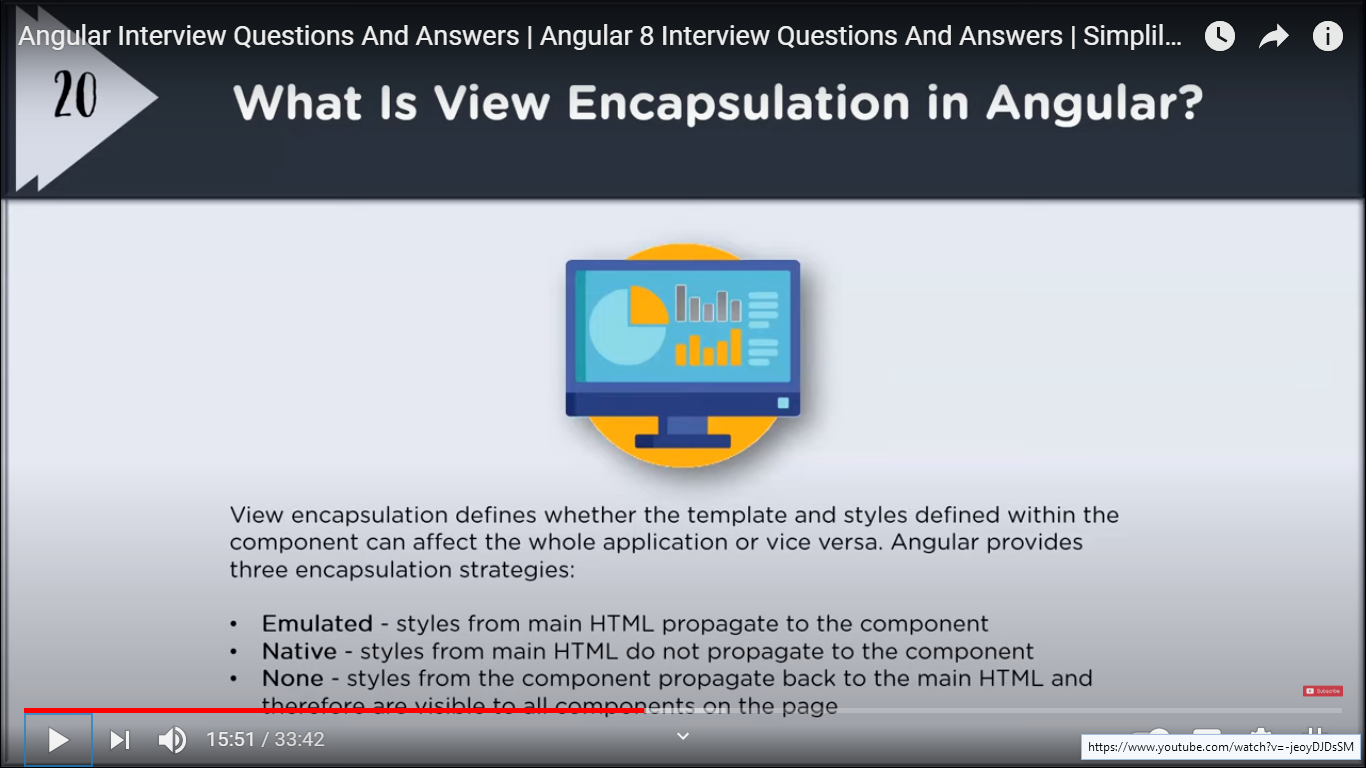 Angular Interview Questions And Answers | Angular 8 Interview Questions And Answers | Simplil...
20
What Is View Encapsulation in Angular?
View encapsulation defines whether the template and styles defined within the
component can affect the whole application or vice versa. Angular provides
three encapsulation strategies:
• Emulated - styles from main HTML propagate to the component
• Native - styles from main HTML do not propagate to the component
• None - styles from the component propagate back to the main HTML and
therefore are visible to all components on the page
Subscribe
15:51 / 33:42
https://www.youtube.com/watch?v=-jeoyDJDsSM